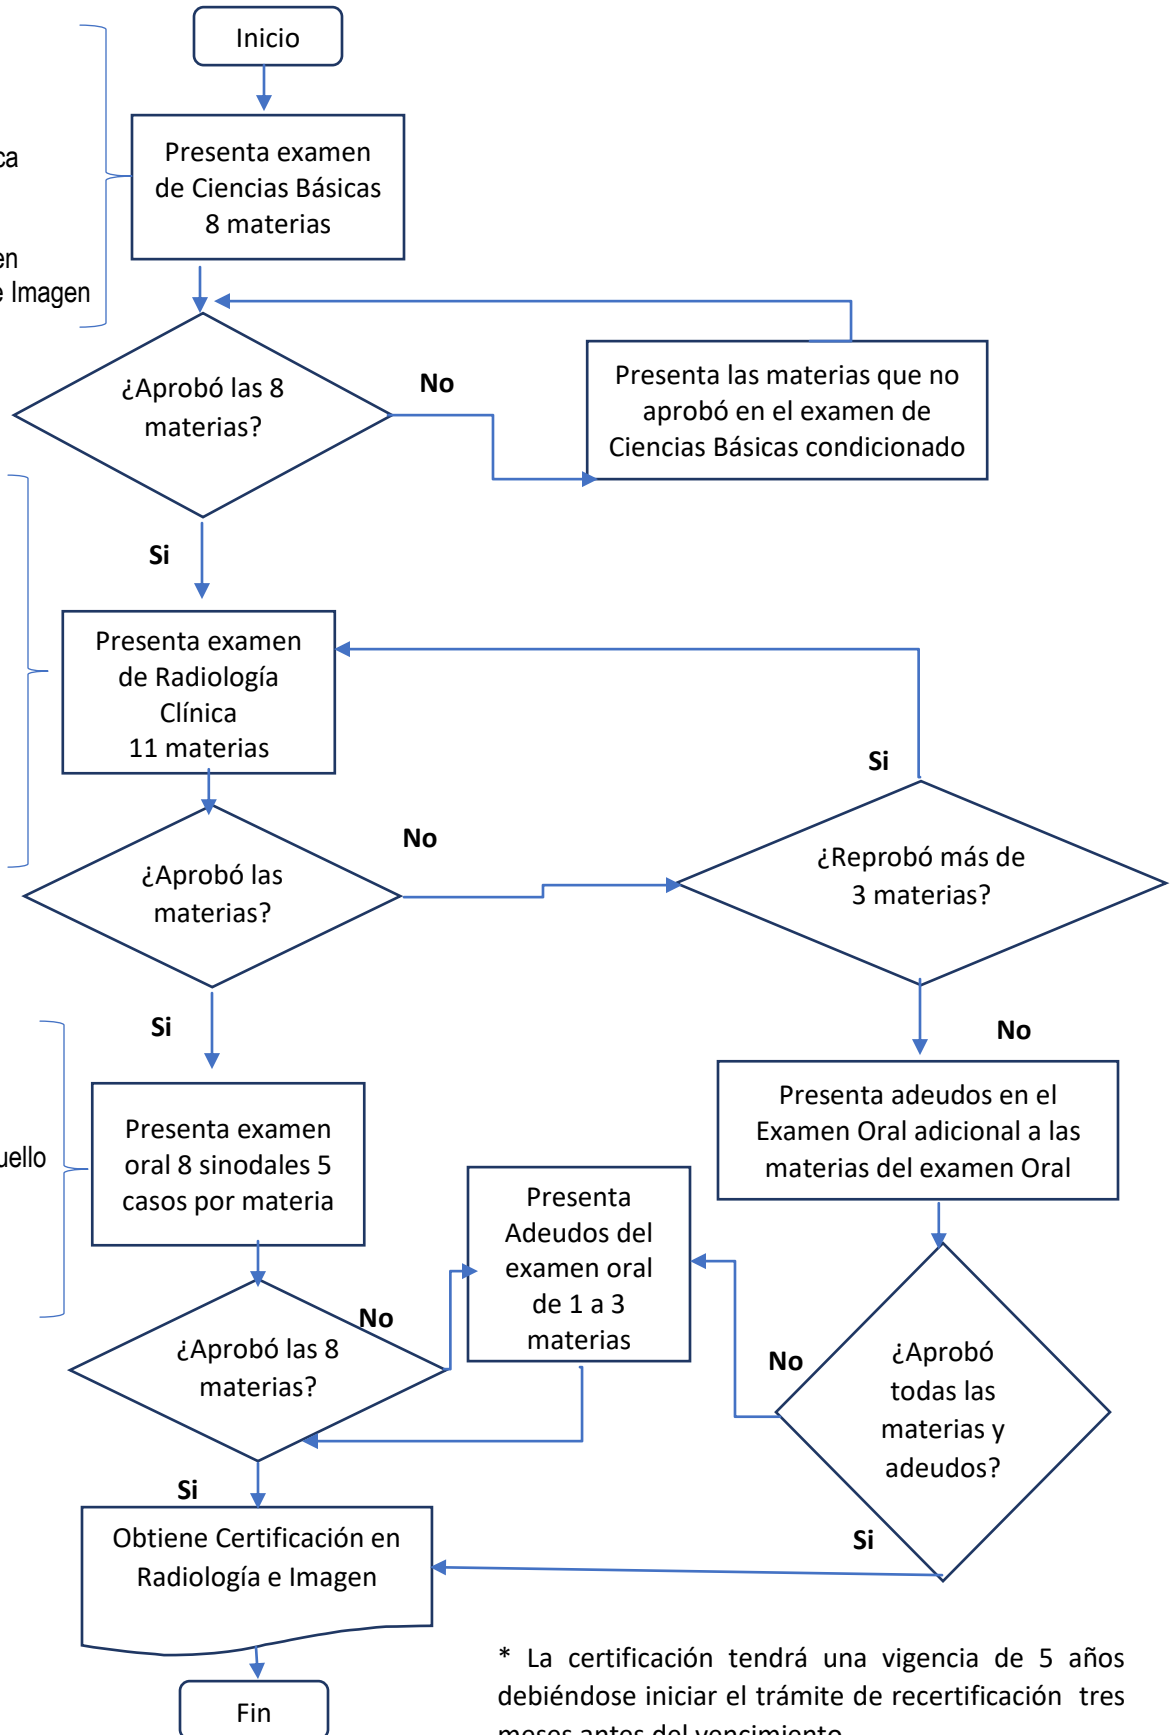 Inicio
Presenta examen
de Ciencias Básicas
8 materias
en
e Imagen
¿Aprobó las 8
materias?
No
Presenta las materias que no
aprobó en el examen de
Ciencias Básicas condicionado
Si
Presenta examen
de Radiología
Clínica
11 materias
Si
¿Aprobó las
materias?
No
¿Reprobó más de
3 materias?
Si
No
Presenta examen
oral 8 sinodales 5
casos por materia
uello
Presenta adeudos en el
Examen Oral adicional a las
materias del examen Oral
Presenta
Adeudos del
examen oral
de 1 a 3
materias
¿Aprobó las 8
materias?
No
No
¿Aprobó
todas las
materias y
adeudos?
Si
Si
Obtiene Certificación en
Radiología e Imagen
Fin
* La certificación tendrá una vigencia de 5 años
debiéndose iniciar el trámite de recertificación tres
meses antes del vencimiento